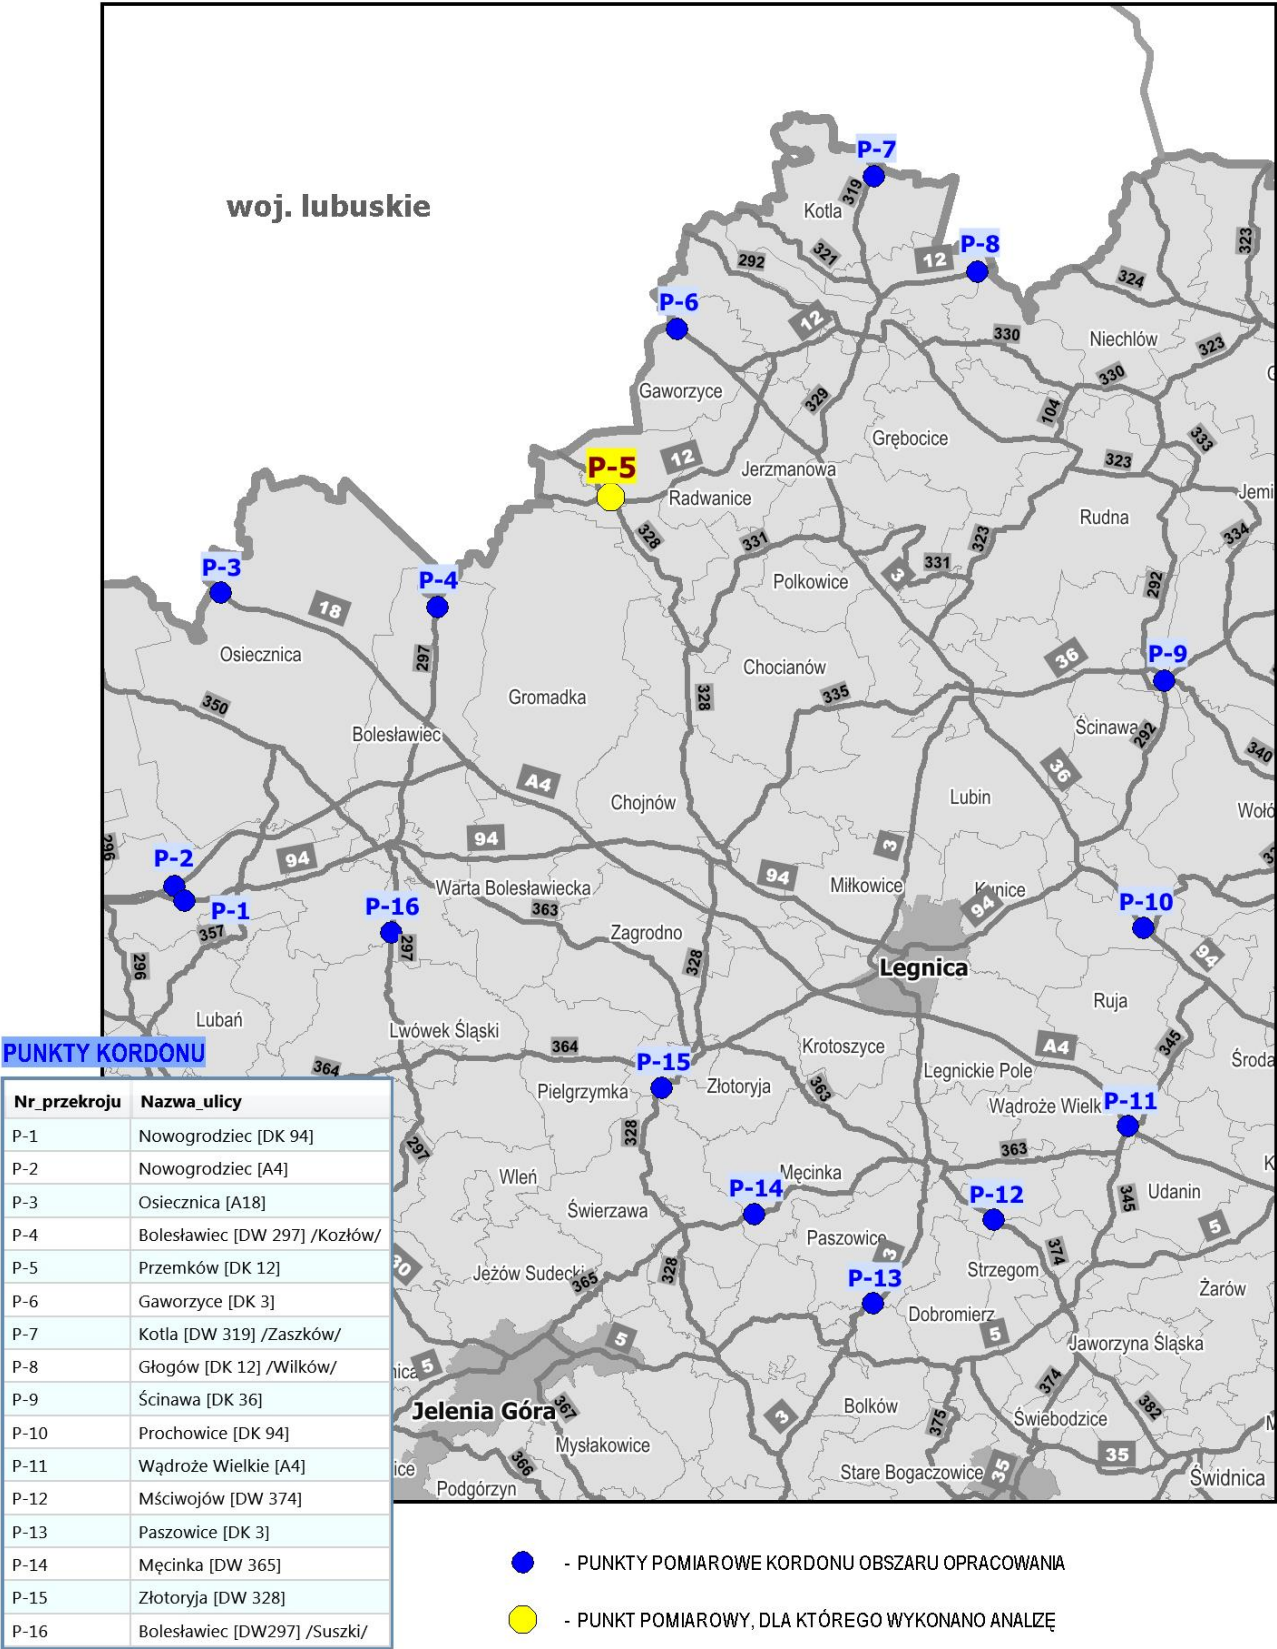 P-7
319
woj. lubuskie
Kotla
P-8
323
292
321
12
324
P-6
12
330
Niechlów
323
330
Gaworzyce
329
104
Grębocice
333
P-5
12
Jerzmanowa
323
Radwanice
Jemi
Rudna
328
331
323
334
P-3
P-4
331
3
Polkowice
292
18
Osiecznica
297
36
P-9
Chocianów
328
335
350
Gromadka
Ścinawa
292
Bolesławiec
340
36
A4
Chojnów
Lubin
Woło
94
3
296
P-2
94
94
Miłkowice
Kunice
Warta Bolesławiecka
P-16
363
94
P-10
P-1
357
Zagrodno
297
94
296
328
Legnica
Ruja
Lubań
Lwówek Śląski
364
Krotoszyce
A4
345
Środa
PUNKTY KORDONU
P-15
364
Pielgrzymka
Złotoryja
363
Legnickie Pole
Wądroże Wielk
P-11
328
297
363
Męcinka
Wleń
P-14
P-12
345
Udanin
Świerzawa
Paszowice
5
3
374
30
Jeżów Sudecki
365
328
P-13
Strzegom
Żarów
Dobromierz
5
5
Jaworzyna Śląska
nica
5
374
Jelenia Góra
367
3
Bolków
375
Świebodzice
382
Mysłakowice
35
366
ice
Stare Bogaczowice
35
Świdnica
Podgórzyn
Nr_przekroju Nazwa_ulicy
P-1 Nowogrodziec [DK 94]
P-2 Nowogrodziec [A4]
P-3 Osiecznica [A18]
P-4 Bolesławiec [DW 297] /Kozłów/
P-5 Przemków [DK 12]
P-6 Gaworzyce [DK 3]
P-7 Kotla [DW 319] /Zaszków/
P-8 Głogów [DK 12] /Wilków/
P-9 Ścinawa [DK 36]
P-10 Prochowice [DK 94]
P-11 Wądroże Wielkie [A4]
P-12 Mściwojów [DW 374]
P-13 Paszowice [DK 3]
P-14 Męcinka [DW 365]
P-15 Złotoryja [DW 328]
P-16 Bolesławiec [DW297] /Suszki/
- PUNKTY POMIAROWE KORDONU OBSZARU OPRACOWANIA
- PUNKT POMIAROWY, DLA KTÓREGO WYKONANO ANALIZĘ